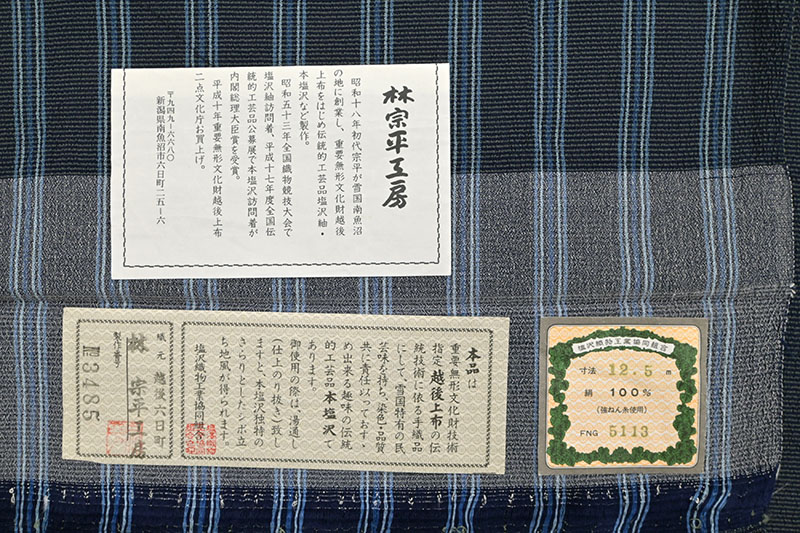 林宗平工房
昭和十八年初代宗平が雪国南魚沼
の地に創業し、重要無形文化財越後
上布をはじめ伝統的工芸品塩沢紬・
本塩沢など製作。
昭和五十三年全国織物競技大会で
塩沢紬訪問着、平成十七年度全国伝
統的工芸品公募展で本塩沢訪問着が
内閣総理大臣賞を受賞。
平成十年重要無形文化財越後上布
二点文化庁お買上げ。
〒九四九-六六八〇
新潟県南魚沼市六日町二五-六
本品は
重要無形文化財技術
指定越後上布の伝
統技術に依る手織品
にして、雪国特有の民
芸味を持ち、染色・品質
共に責任以っておすゝ
め出来る趣味の伝統
的工芸品本塩沢で
あります。
御使用の際は湯通し
(仕上のり抜き)致し
ますと、本塩沢独特の
さらりとしたシボ立
ち地風が得られます。
塩沢織物工業協同組合
織元 越後六日町
林宗平工房
製作番号
3435
塩沢織物工業協同組合
寸法 12.5m
絹 100%
(強ねん糸使用)
FNG 5113